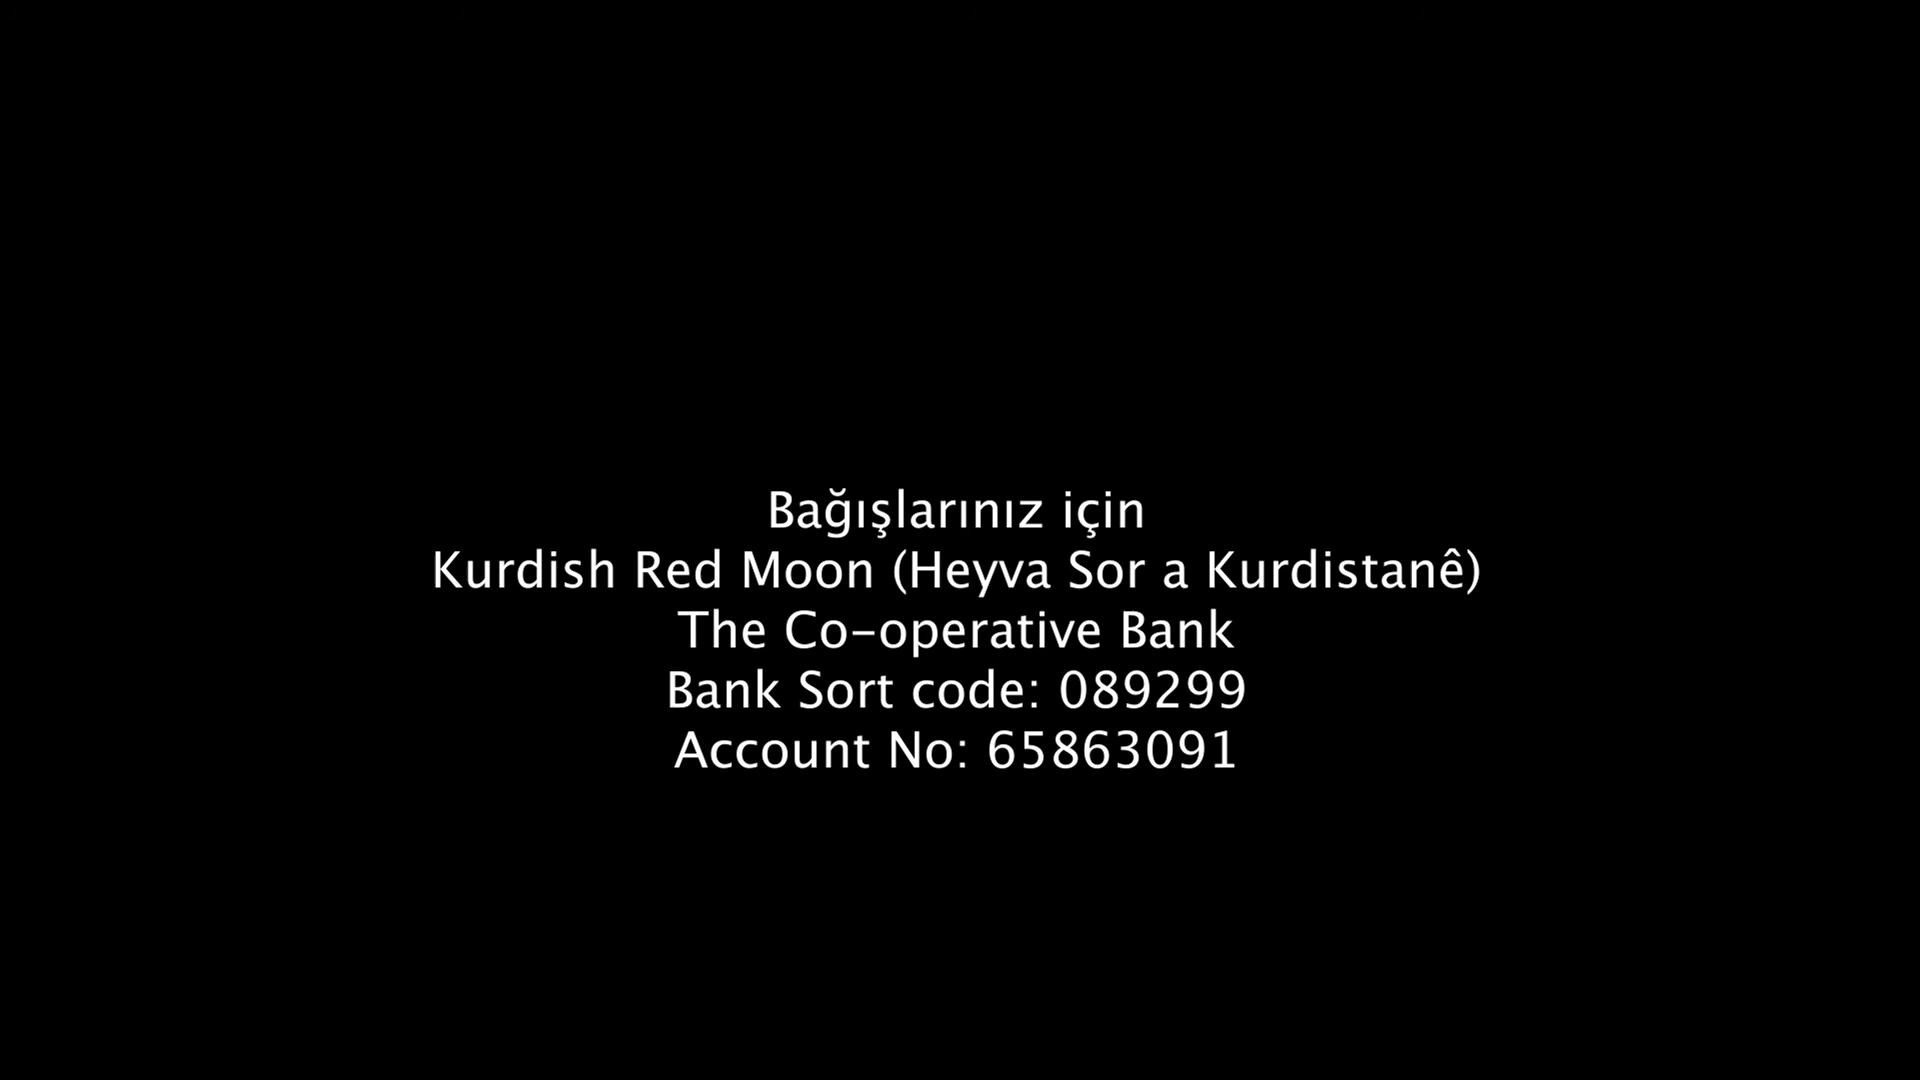 Bağışlarınız için
Kurdish Red Moon (Heyva Sor a Kurdistanê)
The Co-operative Bank
Bank Sort code: 089299
Account No: 65863091